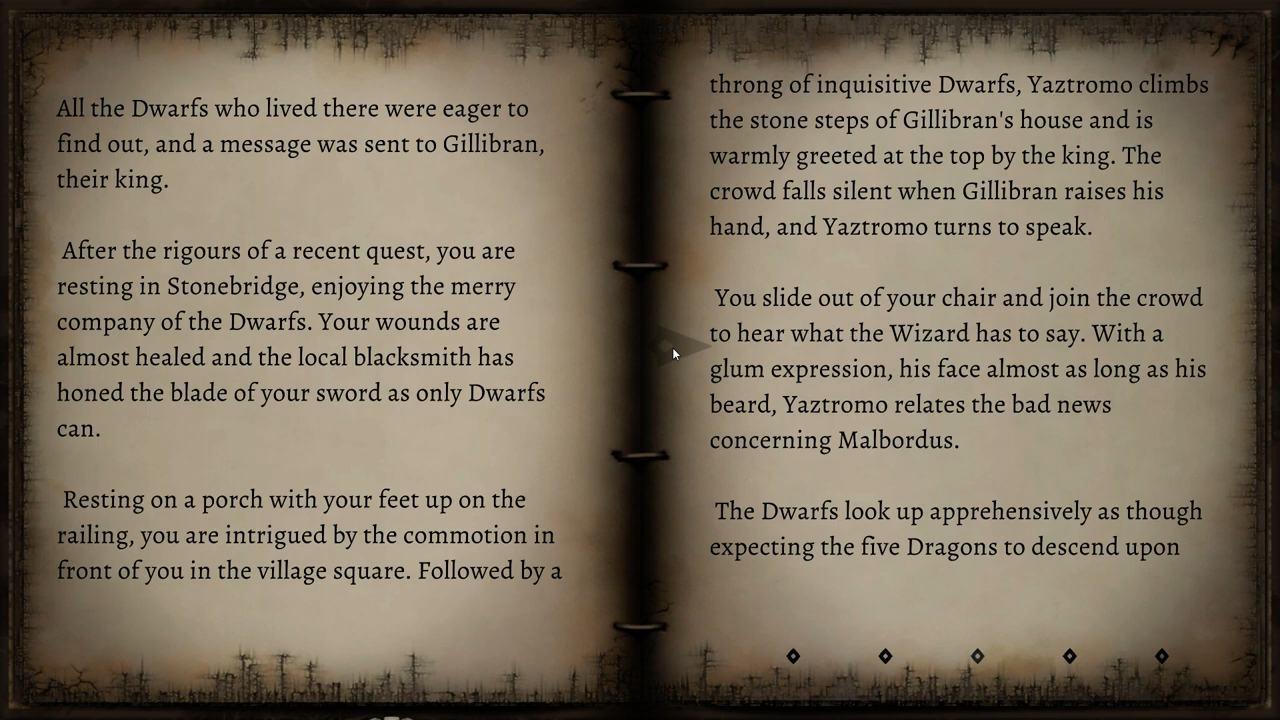 All the Dwarfs who lived there were eager to
find out, and a message was sent to Gillibran,
their king.
After the rigours of a recent quest, you are
resting in Stonebridge, enjoying the merry
company of the Dwarfs. Your wounds are
almost healed and the local blacksmith has
honed the blade of your sword as only Dwarfs
can.
Resting on a porch with your feet up on the
railing, you are intrigued by the commotion in
front of you in the village square. Followed by a
throng of inquisitive Dwarfs, Yaztromo climbs
the stone steps of Gillibran's house and is
warmly greeted at the top by the king. The
crowd falls silent when Gillibran raises his
hand, and Yaztromo turns to speak.
You slide out of your chair and join the crowd
to hear what the Wizard has to say. With a
glum expression, his face almost as long as his
beard, Yaztromo relates the bad news
concerning Malbordus.
The Dwarfs look up apprehensively as though
expecting the five Dragons to descend upon